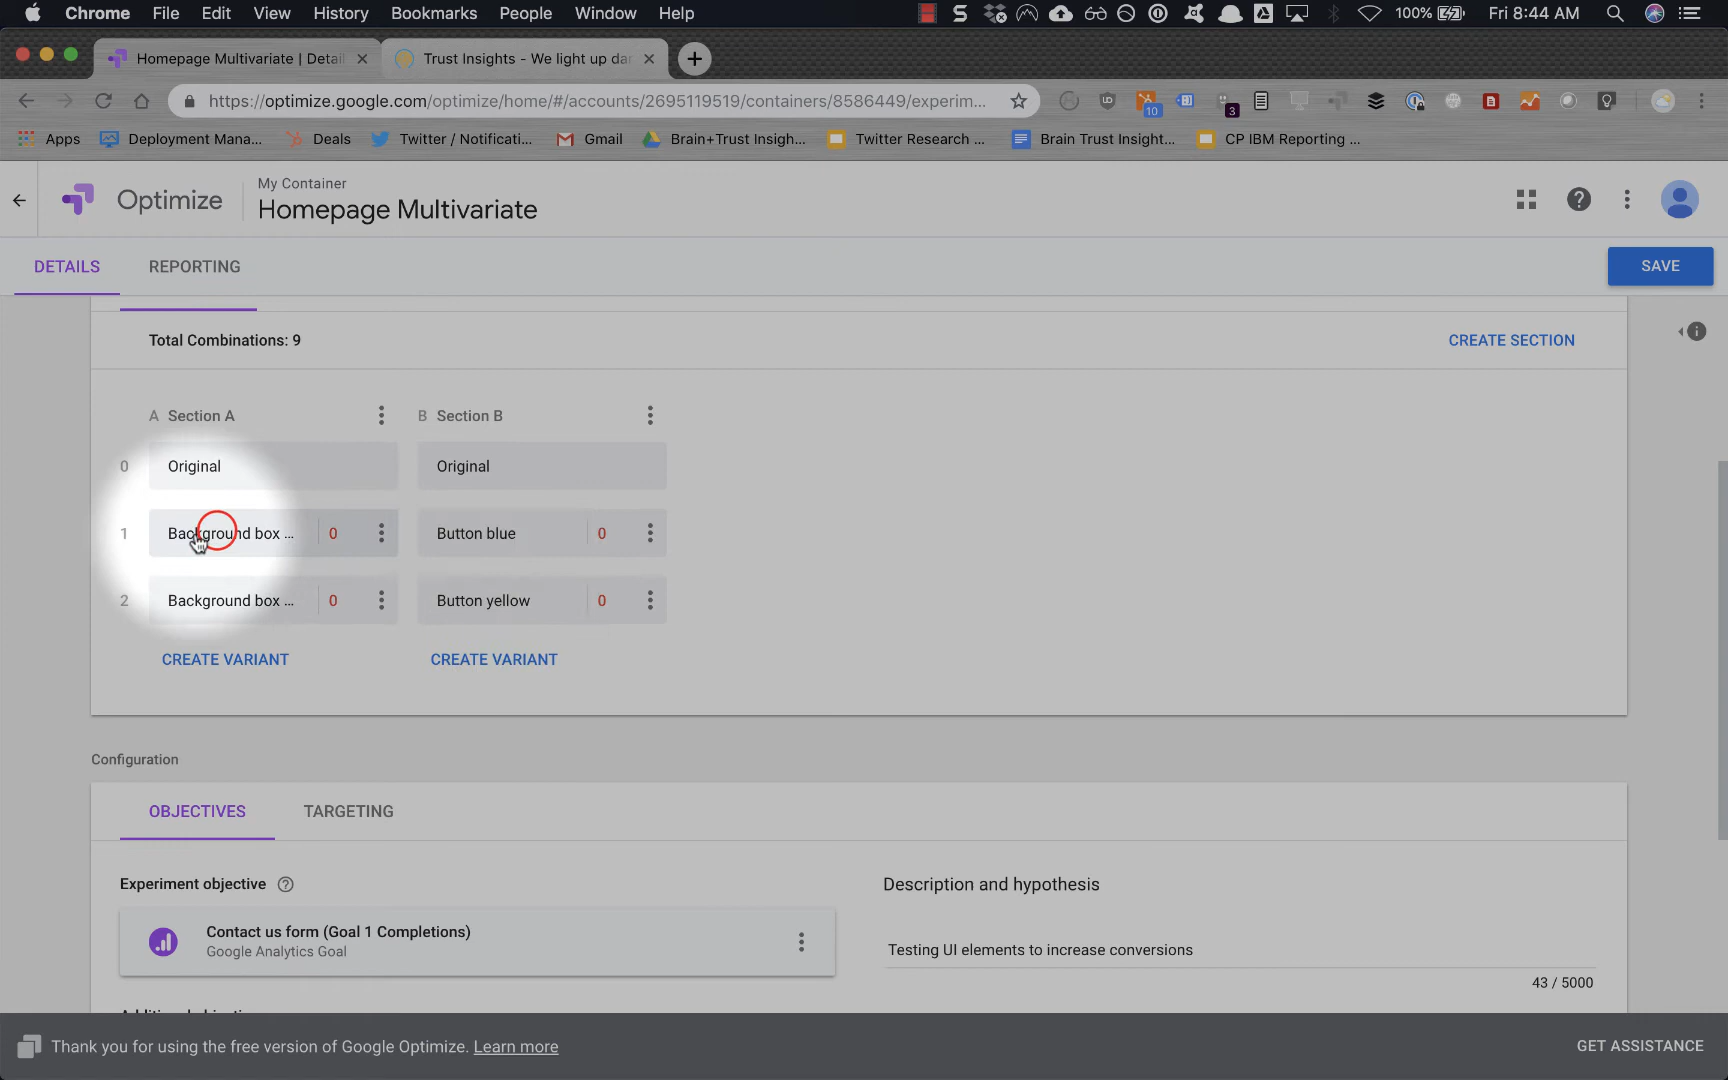 Chrome File Edit View History Bookmarks People Window Help 100% Fri 8:44 AM
Homepage Multivariate | Detail Trust Insights - We light up dar
https://optimize.google.com/optimize/home/#/accounts/2695119519/containers/8586449/experim...
10 3
Apps Deployment Mana... Deals Twitter / Notificati... Gmail Brain+Trust Insigh... Twitter Research ... Brain Trust Insight... CP IBM Reporting ...
My Container
Optimize Homepage Multivariate
DETAILS REPORTING SAVE
Total Combinations: 9 CREATE SECTION
A Section A B Section B
0 Original Original
1 Background box ... 0 Button blue 0
2 Background box ... 0 Button yellow 0
CREATE VARIANT CREATE VARIANT
Configuration
OBJECTIVES TARGETING
Experiment objective Description and hypothesis
Contact us form (Goal 1 Completions)
Google Analytics Goal
Testing UI elements to increase conversions
43 / 5000
Thank you for using the free version of Google Optimize. Learn more GET ASSISTANCE